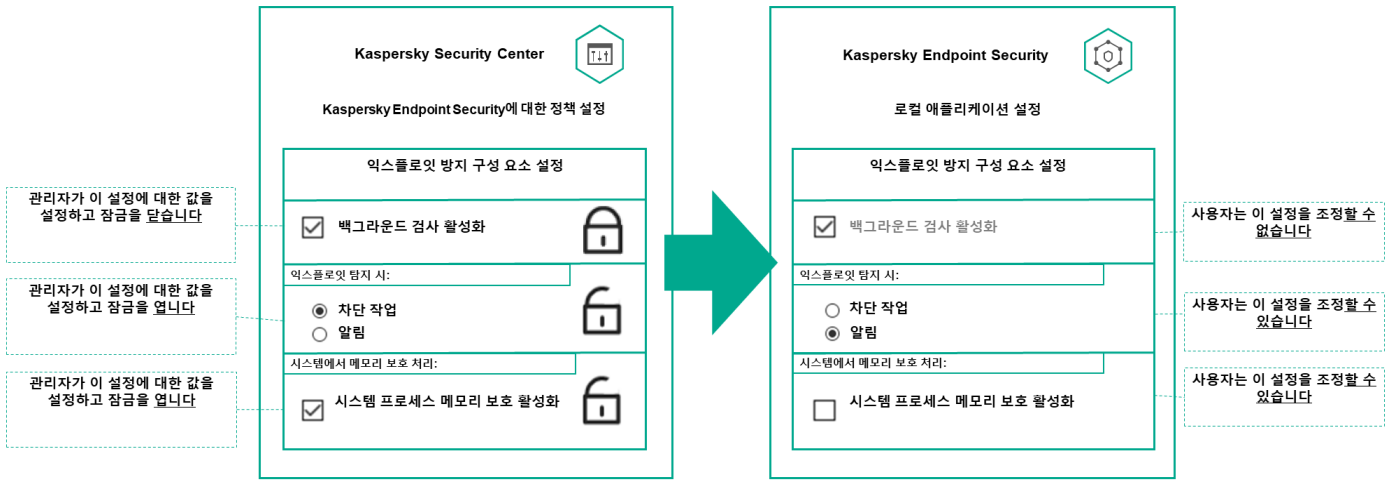 Kaspersky Security Center
Kaspersky Endpoint Security에 대한 정책 설정
익스플로잇 방지 구성 요소 설정
관리자가 이 설정에 대한 값을
설정하고 잠금을 닫습니다
백그라운드 검사 활성화
익스플로잇 탐지 시:
관리자가 이 설정에 대한 값을
설정하고 잠금을 엽니다
차단 작업
알림
시스템에서 메모리 보호 처리:
관리자가 이 설정에 대한 값을
설정하고 잠금을 엽니다
시스템 프로세스 메모리 보호 활성화
Kaspersky Endpoint Security
로컬 애플리케이션 설정
익스플로잇 방지 구성 요소 설정
백그라운드 검사 활성화
사용자는 이 설정을 조정할 수
없습니다
익스플로잇 탐지 시:
차단 작업
알림
사용자는 이 설정을 조정할 수
있습니다
시스템에서 메모리 보호 처리:
시스템 프로세스 메모리 보호 활성화
사용자는 이 설정을 조정할 수
있습니다